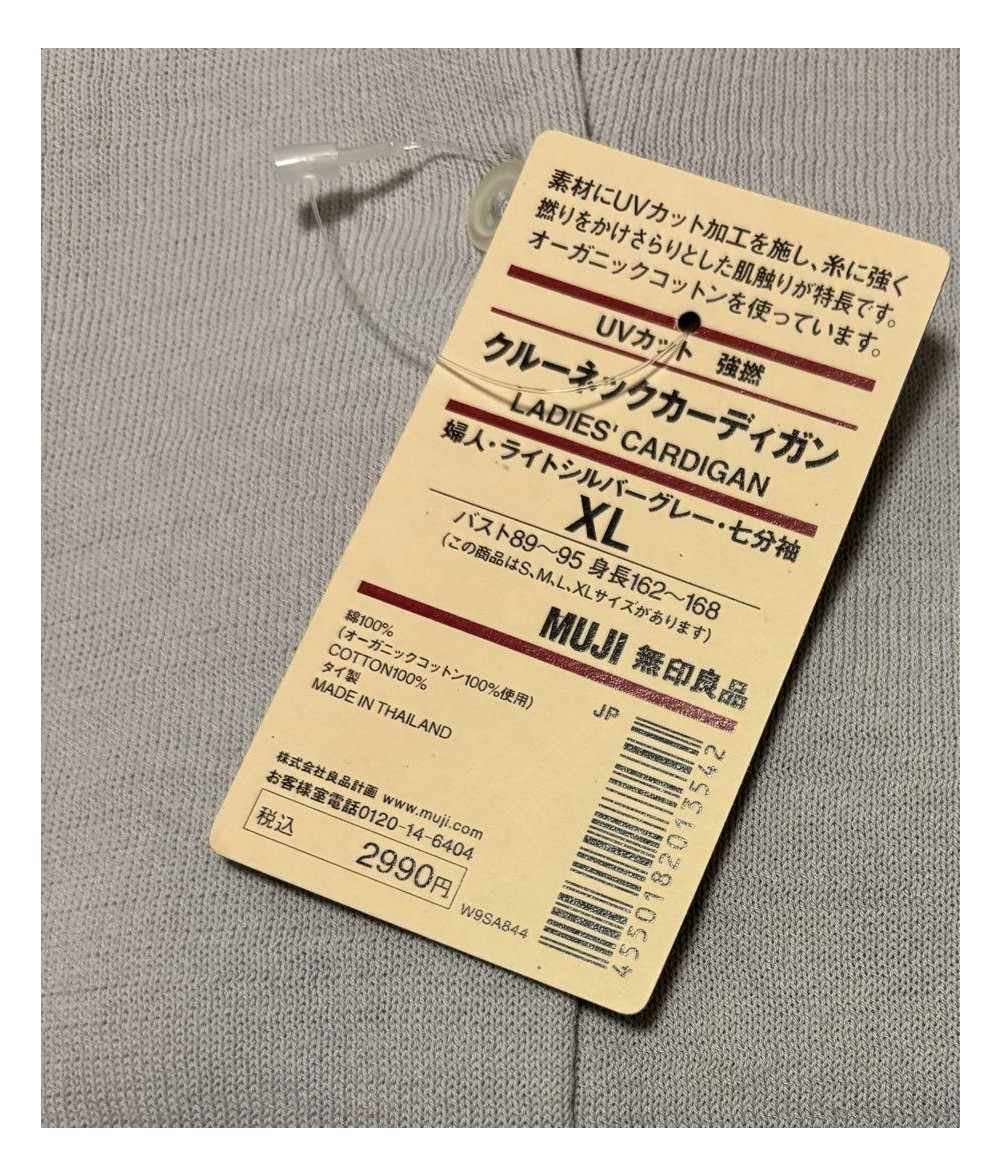 素材にUVカット加工を施し、糸に強く
撚りをかけさらりとした肌触りが特長です。
オーガニックコットンを使っています。
UVカット 強撚
クルーネックカーディガン
LADIES' CARDIGAN
婦人・ライトシルバーグレー・七分袖
XL
バスト89〜95 身長162〜168
(この商品はS、M、L、XLサイズがあります)
MUJI 無印良品
綿100%
(オーガニックコットン100%使用)
COTTON100%
タイ製
MADE IN THAILAND
株式会社良品計画 www.muji.com
お客様室電話0120-14-6404
税込
2990円
W9SA844
JP
4550182013542